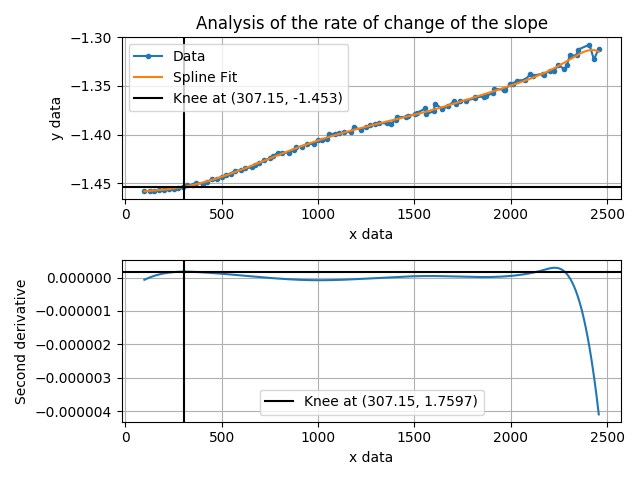 Analysis of the rate of change of the slope
−1.30
−1.35
−1.40
−1.45
y data
Data
Spline Fit
Knee at (307.15, -1.453)
0 500 1000 1500 2000 2500
x data
0.000000
−0.000001
−0.000002
−0.000003
−0.000004
Second derivative
Knee at (307.15, 1.7597)
0 500 1000 1500 2000 2500
x data